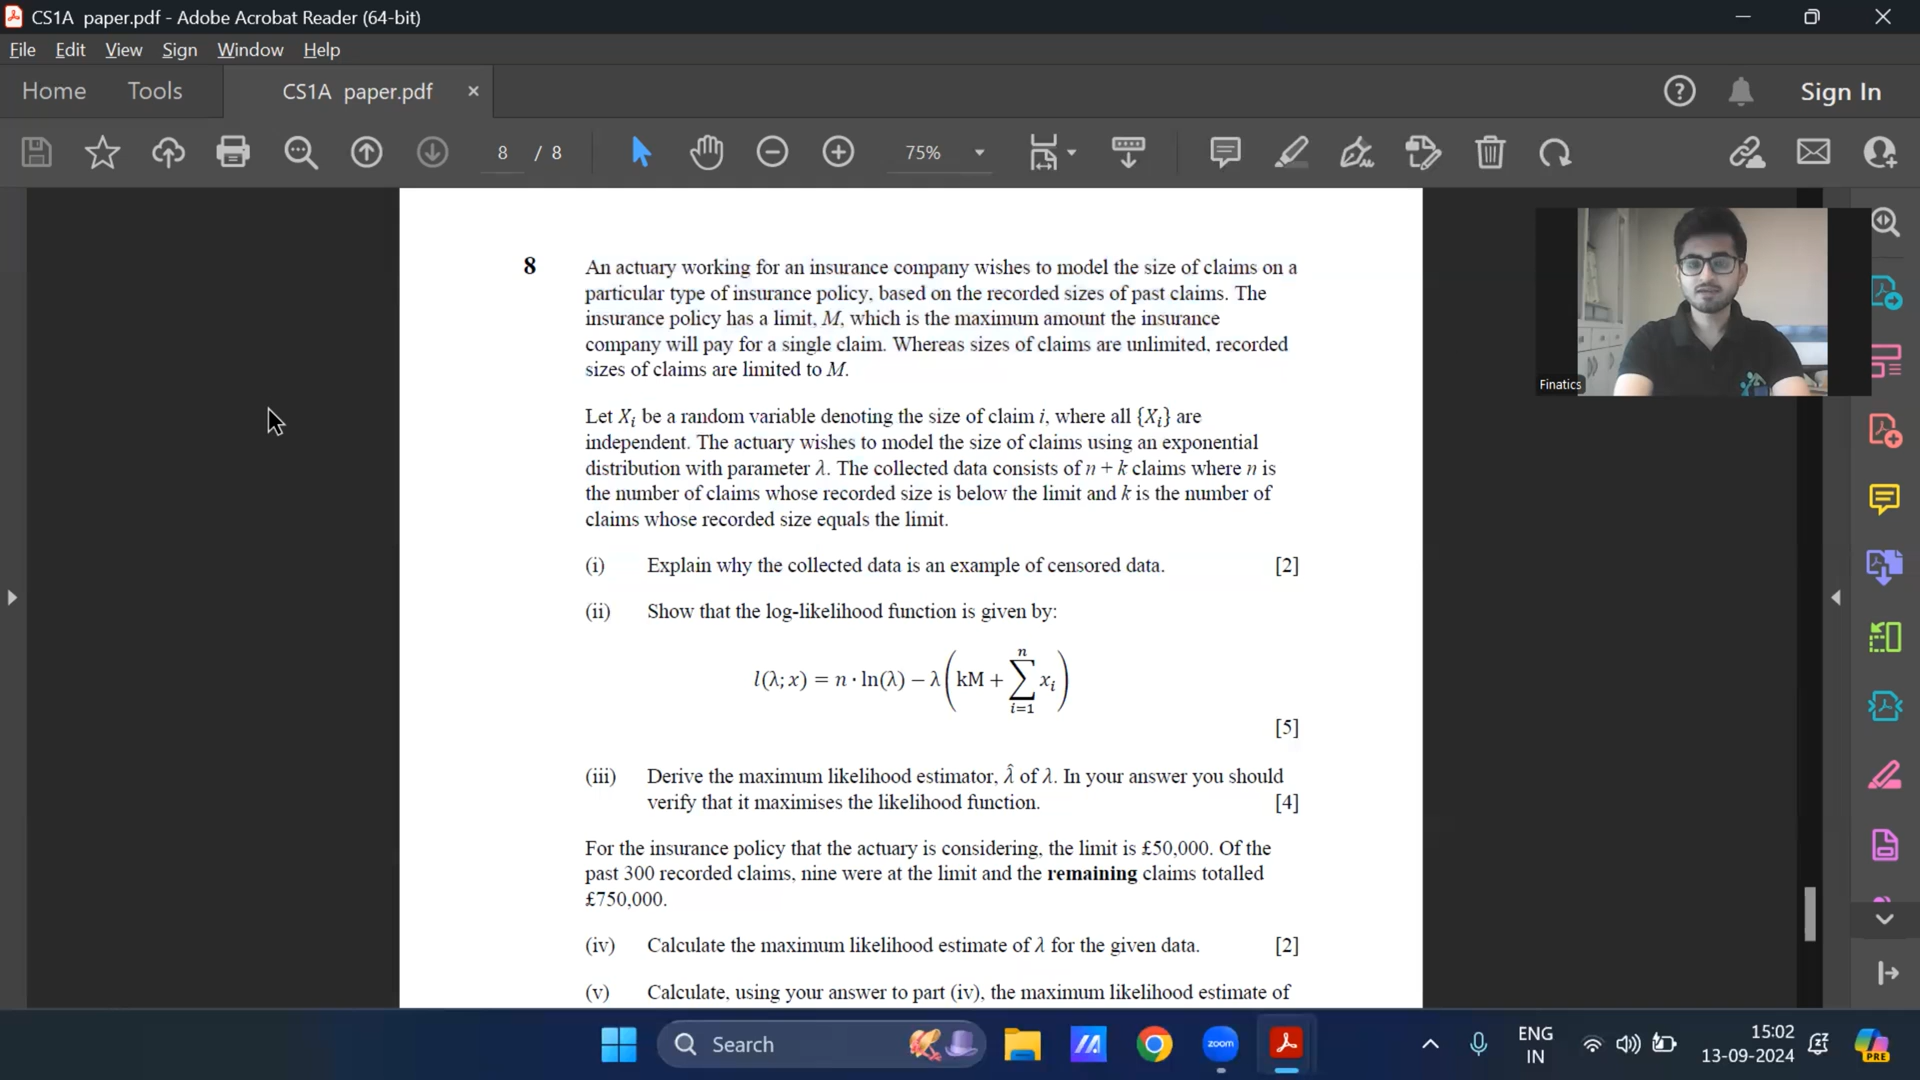 CS1A paper.pdf - Adobe Acrobat Reader (64-bit)
File Edit View Sign Window Help
Home Tools CS1A paper.pdf × Sign In
8 / 8 75%
8 An actuary working for an insurance company wishes to model the size of claims on a
particular type of insurance policy, based on the recorded sizes of past claims. The
insurance policy has a limit, M, which is the maximum amount the insurance
company will pay for a single claim. Whereas sizes of claims are unlimited, recorded
sizes of claims are limited to M.
Let Xᵢ be a random variable denoting the size of claim i, where all {Xᵢ} are
independent. The actuary wishes to model the size of claims using an exponential
distribution with parameter λ. The collected data consists of n + k claims where n is
the number of claims whose recorded size is below the limit and k is the number of
claims whose recorded size equals the limit.
(i) Explain why the collected data is an example of censored data. [2]
(ii) Show that the log-likelihood function is given by:
l(λ; x) = n · ln(λ) − λ(kM + ∑ᵢ₌₁ⁿ xᵢ)
[5]
(iii) Derive the maximum likelihood estimator, λ̂ of λ. In your answer you should
verify that it maximises the likelihood function. [4]
For the insurance policy that the actuary is considering, the limit is £50,000. Of the
past 300 recorded claims, nine were at the limit and the remaining claims totalled
£750,000.
(iv) Calculate the maximum likelihood estimate of λ for the given data. [2]
(v) Calculate, using your answer to part (iv), the maximum likelihood estimate of
Finatics
Search
zoom
ENG
IN
15:02
13-09-2024
PRE